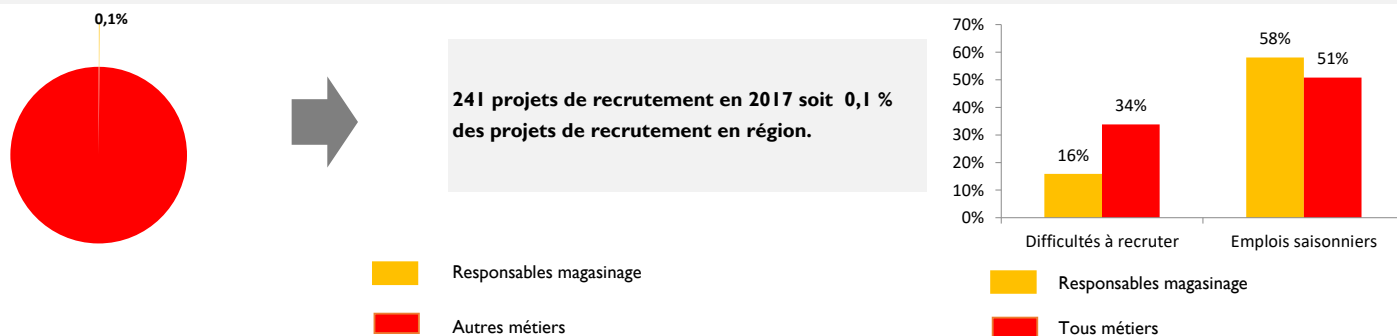 0,1%
241 projets de recrutement en 2017 soit 0,1 %
des projets de recrutement en région.
Responsables magasinage
Autres métiers
70%
60%
50%
40%
30%
20%
10%
0%
16%
34%
58%
51%
Difficultés à recruter
Emplois saisonniers
Responsables magasinage
Tous métiers